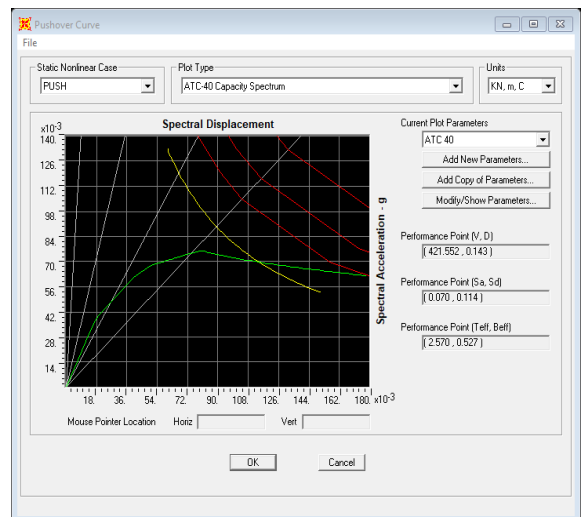 Pushover Curve
File
Static Nonlinear Case
PUSH
Plot Type
ATC-40 Capacity Spectrum
Units
KN, m, C
Spectral Displacement
x10-3
140.
126.
112.
98.
84.
70.
56.
42.
28.
14.
18. 36. 54. 72. 90. 108. 126. 144. 162. 180. x10-3
Spectral Acceleration - g
Mouse Pointer Location Horiz Vert
Current Plot Parameters
ATC 40
Add New Parameters...
Add Copy of Parameters...
Modify/Show Parameters...
Performance Point (V, D)
( 421.552 , 0.143 )
Performance Point (Sa, Sd)
( 0.070 , 0.114 )
Performance Point (Teff, Beff)
( 2.570 , 0.527 )
OK
Cancel